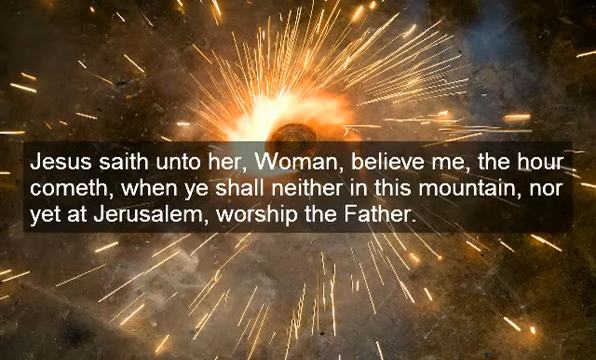 Jesus saith unto her, Woman, believe me, the hour
cometh, when ye shall neither in this mountain, nor
yet at Jerusalem, worship the Father.